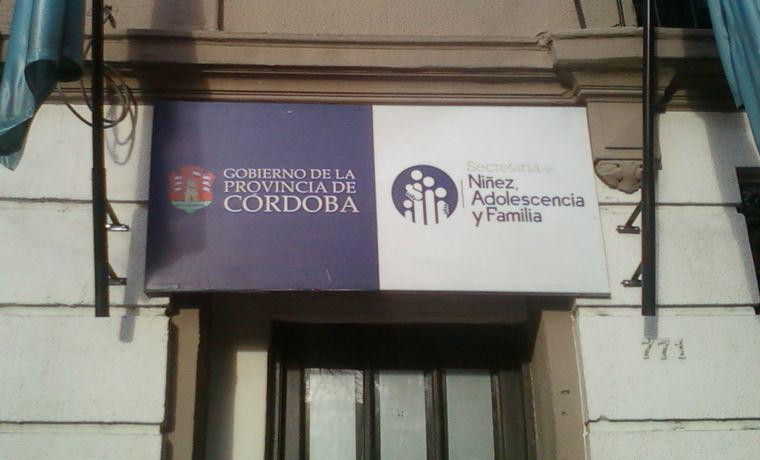 GOBIERNO DE LA
PROVINCIA DE
CÓRDOBA
Secretaría de
Niñez,
Adolescencia
y Familia
771